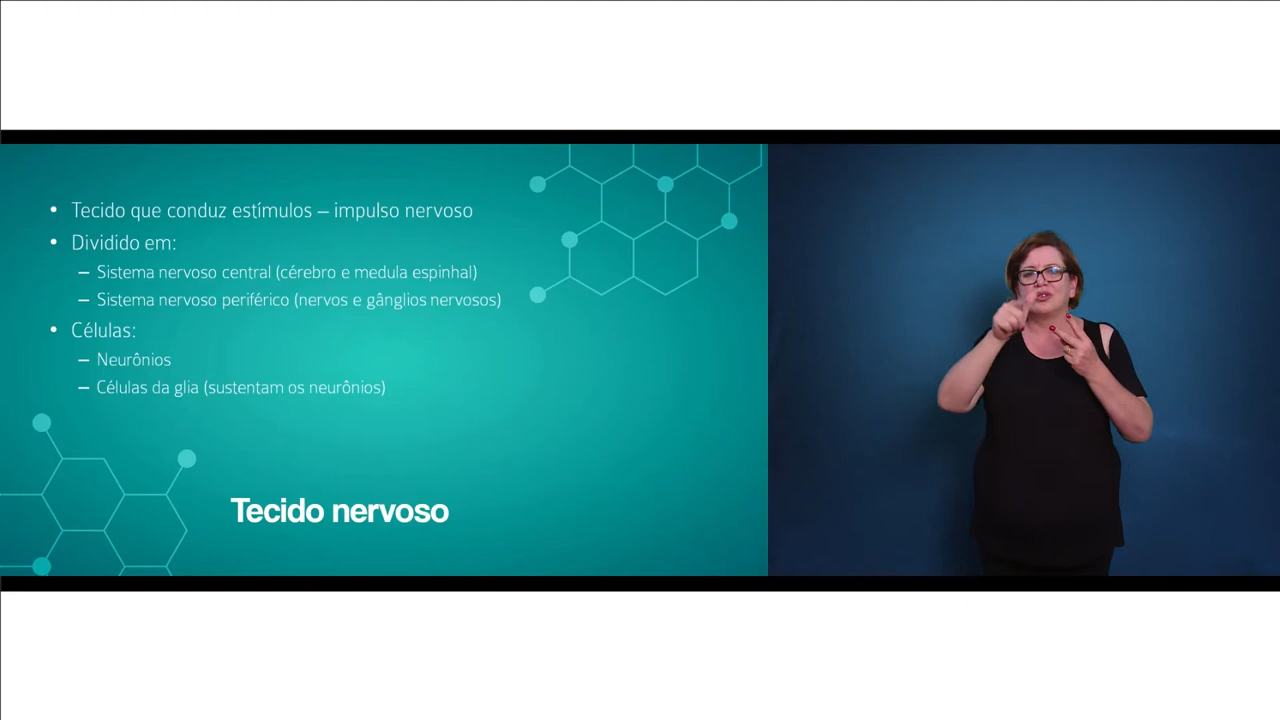 • Tecido que conduz estímulos – impulso nervoso
• Dividido em:
– Sistema nervoso central (cérebro e medula espinhal)
– Sistema nervoso periférico (nervos e gânglios nervosos)
• Células:
– Neurônios
– Células da glia (sustentam os neurônios)
Tecido nervoso